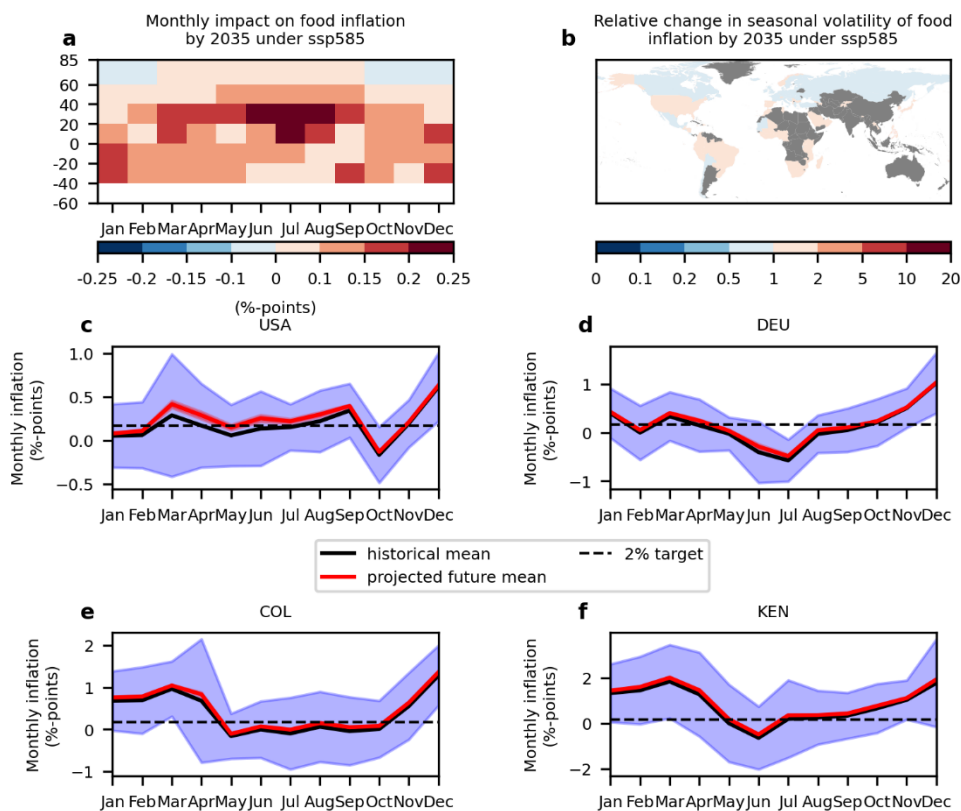 Monthly impact on food inflation
by 2035 under ssp585
a
85
60
40
20
0
-20
-40
-60
Jan Feb Mar Apr May Jun Jul Aug Sep Oct Nov Dec
-0.25 -0.2 -0.15 -0.1 0 0.1 0.15 0.2 0.25
(%-points)
Relative change in seasonal volatility of food
inflation by 2035 under ssp585
b
0 0.1 0.2 0.5 1 2 5 10 20
c
USA
Monthly inflation
(%-points)
1.0
0.5
0.0
−0.5
Jan Feb Mar Apr May Jun Jul Aug Sep Oct Nov Dec
d
DEU
Monthly inflation
(%-points)
1
0
−1
Jan Feb Mar Apr May Jun Jul Aug Sep Oct Nov Dec
historical mean
projected future mean
2% target
e
COL
Monthly inflation
(%-points)
2
1
0
−1
Jan Feb Mar Apr May Jun Jul Aug Sep Oct Nov Dec
f
KEN
Monthly inflation
(%-points)
2
0
−2
Jan Feb Mar Apr May Jun Jul Aug Sep Oct Nov Dec